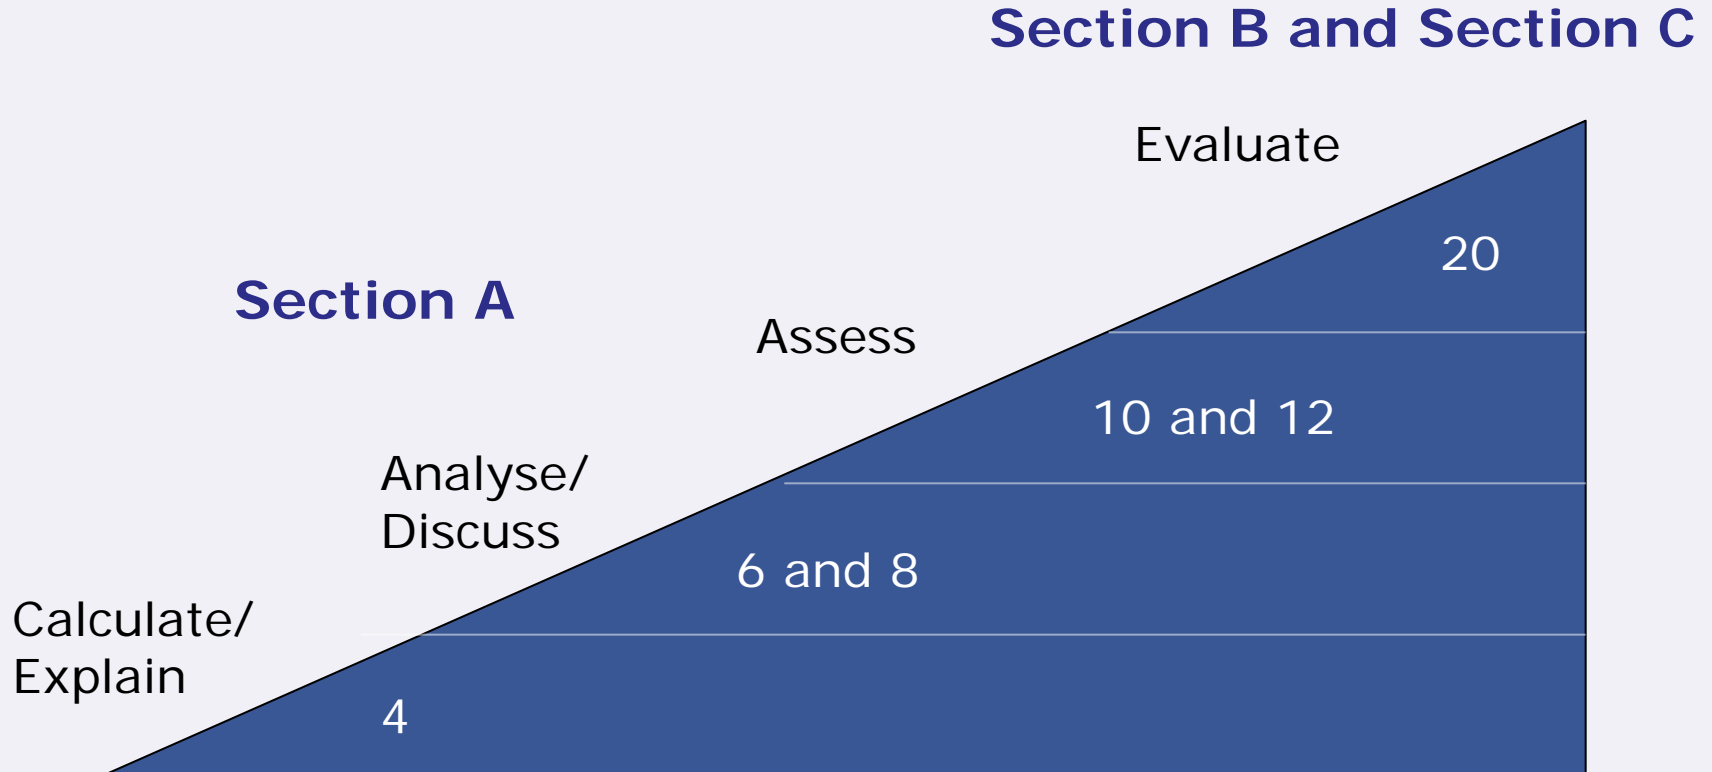 Section B and Section C
Evaluate
20
Section A
Assess
10 and 12
Analyse/
Discuss
6 and 8
Calculate/
Explain
4